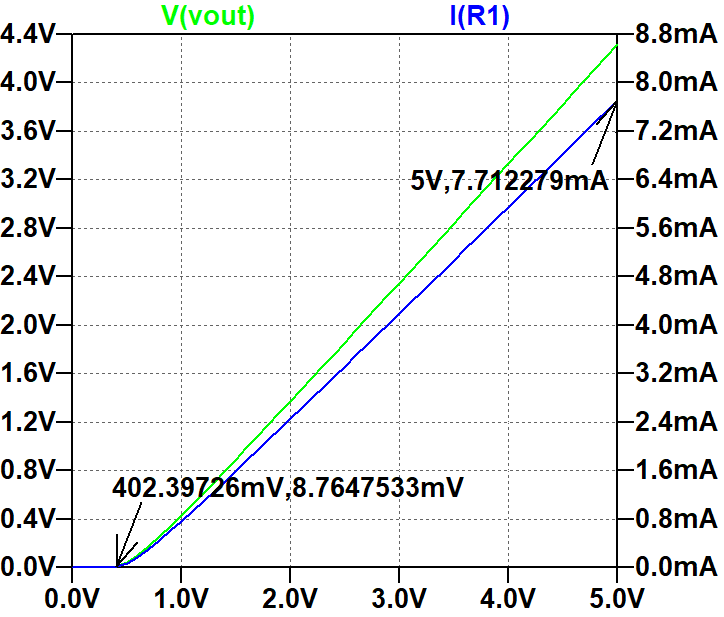 V(vout) I(R1)
4.4V 8.8mA
4.0V 8.0mA
3.6V 7.2mA
5V,7.712279mA
3.2V 6.4mA
2.8V 5.6mA
2.4V 4.8mA
2.0V 4.0mA
1.6V 3.2mA
1.2V 2.4mA
0.8V 1.6mA
402.39726mV,8.7647533mV
0.4V 0.8mA
0.0V 0.0mA
0.0V 1.0V 2.0V 3.0V 4.0V 5.0V